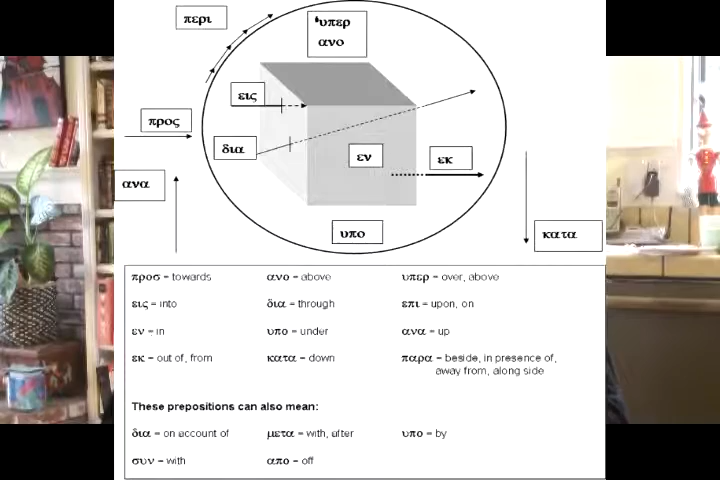 περι
‘υπερ
ανο
εις
προς
δια
εν
εκ
ανα
υπο
κατα
προσ = towards
ανο = above
υπερ = over, above
εις = into
δια = through
επι = upon, on
εν = in
υπο = under
ανα = up
εκ = out of, from
κατα = down
παρα = beside, in presence of,
away from, along side
These prepositions can also mean:
δια = on account of
μετα = with, after
υπο = by
συν = with
απο = off